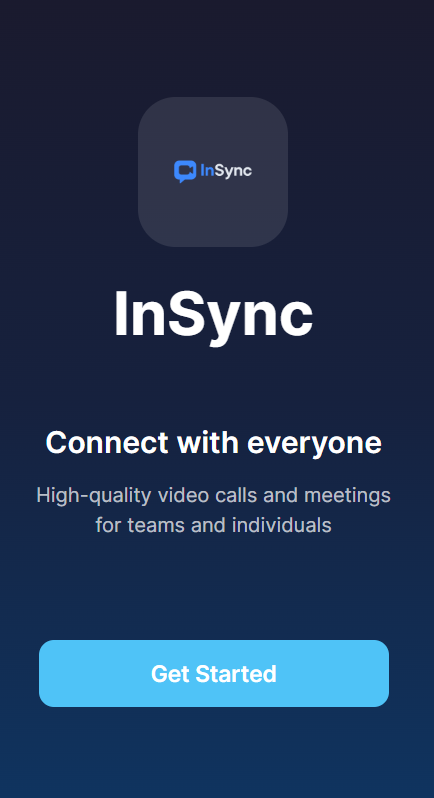 InSync
InSync
Connect with everyone
High-quality video calls and meetings
for teams and individuals
Get Started